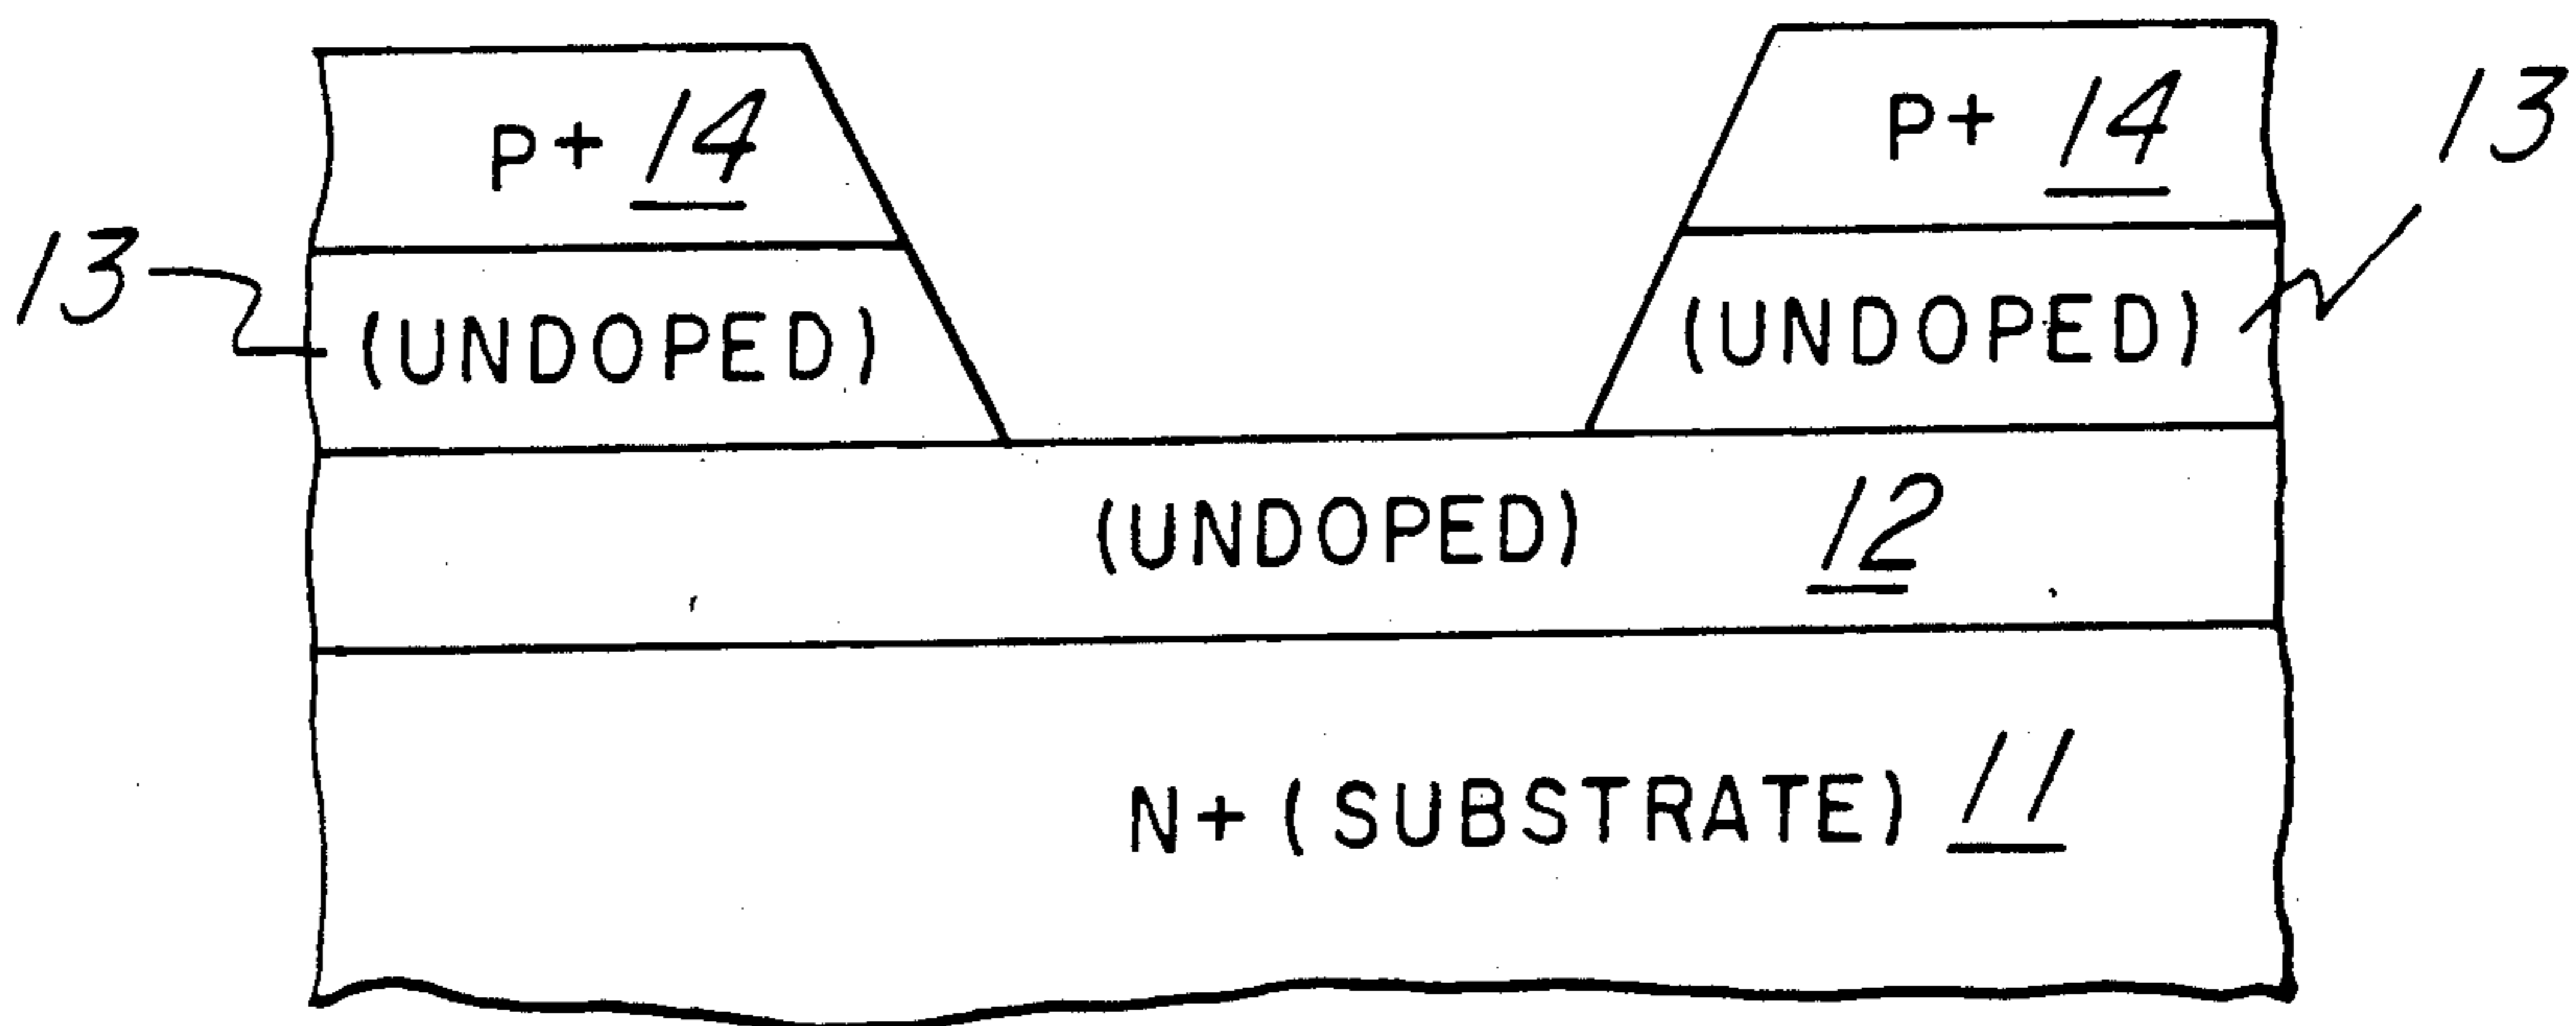 P+ 14
P+ 14
13
13
(UNDOPED)
(UNDOPED)
(UNDOPED) 12
N+ (SUBSTRATE) 11